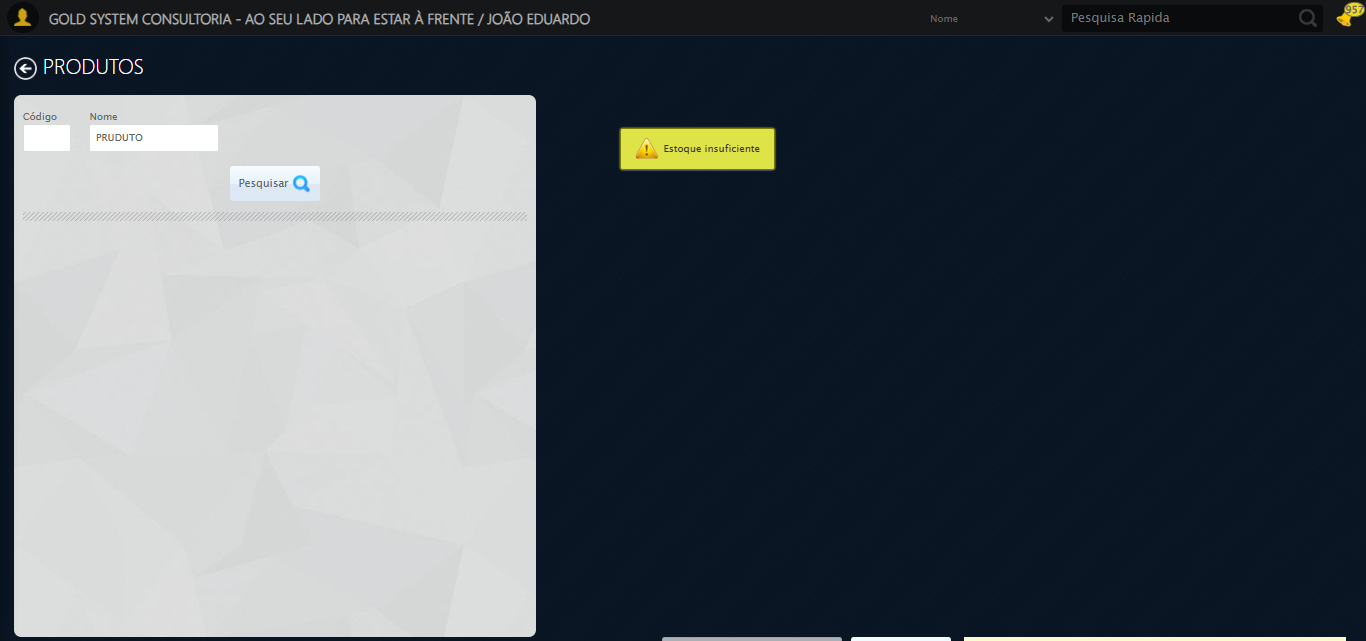 GOLD SYSTEM CONSULTORIA - AO SEU LADO PARA ESTAR À FRENTE / JOÃO EDUARDO
Nome
Pesquisa Rapida
957
PRODUTOS
Código
Nome
PRUDUTO
Estoque insuficiente
Pesquisar